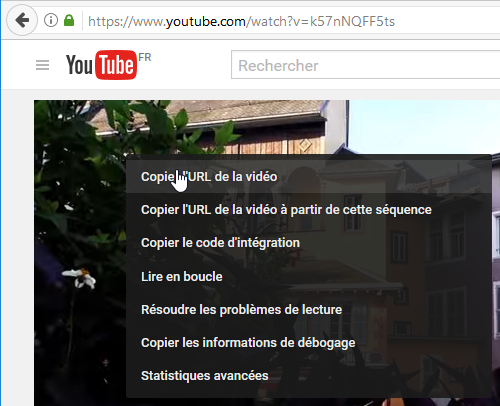 https://www.youtube.com/watch?v=k57nNQFF5ts
YouTube FR
Rechercher
Copier l'URL de la vidéo
Copier l'URL de la vidéo à partir de cette séquence
Copier le code d'intégration
Lire en boucle
Résoudre les problèmes de lecture
Copier les informations de débogage
Statistiques avancées